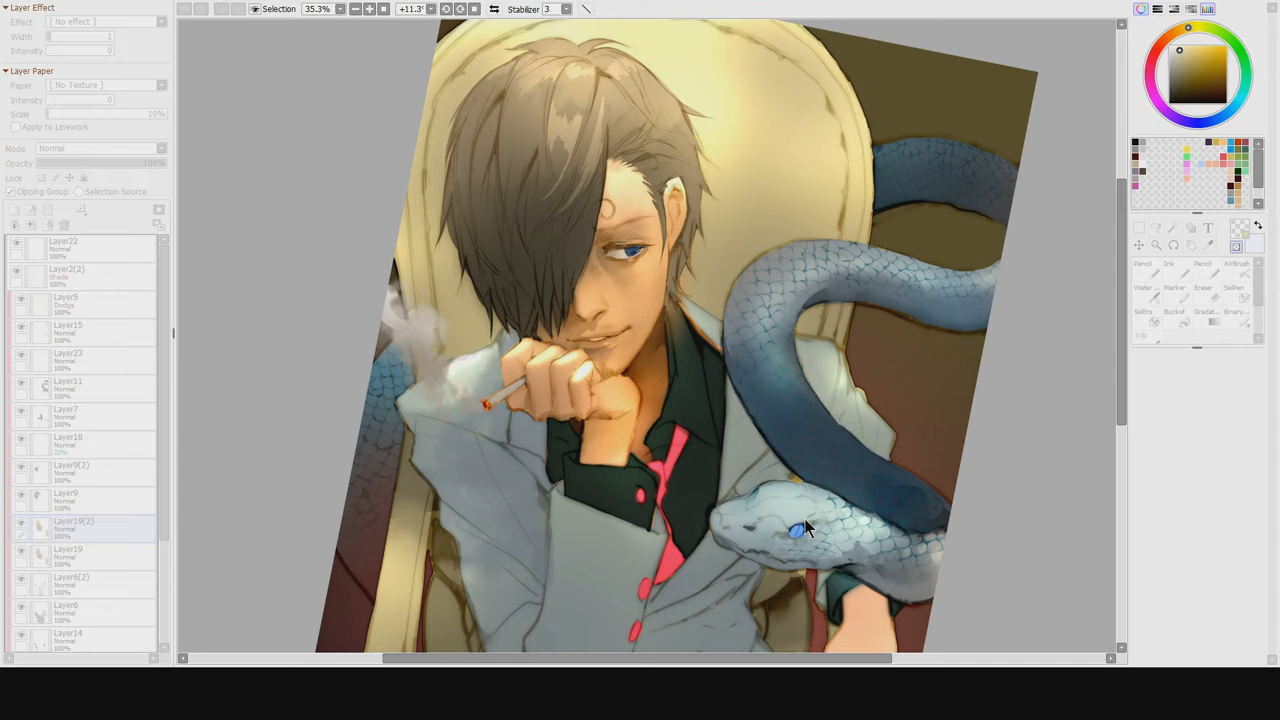 Layer Effect
Effect : [ No effect ]
Width 1
Intensity 0
Layer Paper
Paper : [ No Texture ]
Intensity 0
Scale 10%
Apply to Linework
Mode : Normal
Opacity 100%
Lock
Clipping Group Selection Source
Layer22
Normal
100%
Layer2(2)
Shade
100%
Layer5
Dodge
100%
Layer15
Normal
100%
Layer23
Normal
100%
Layer11
Normal
100%
Layer7
Normal
100%
Layer18
Normal
22%
Layer9(2)
Normal
100%
Layer9
Normal
100%
Layer19(2)
Normal
100%
Layer19
Normal
100%
Layer6(2)
Normal
100%
Layer6
Normal
100%
Layer14
Normal
100%
Selection 35.3% +11.3° Stabilizer 3
Pencil Ink Pencil AirBrush
Water ... Marker Eraser SelPen
SelErs Bucket Gradat... Binary...